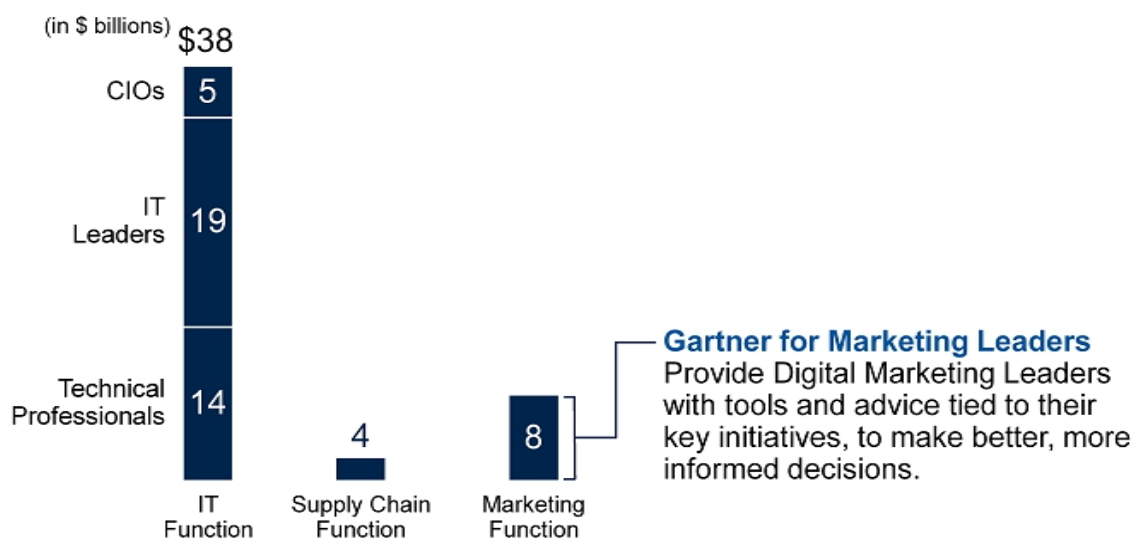 (in $ billions)
$38
CIOs
5
IT
Leaders
19
Technical
Professionals
14
4
8
IT
Function
Supply Chain
Function
Marketing
Function
Gartner for Marketing Leaders
Provide Digital Marketing Leaders
with tools and advice tied to their
key initiatives, to make better, more
informed decisions.